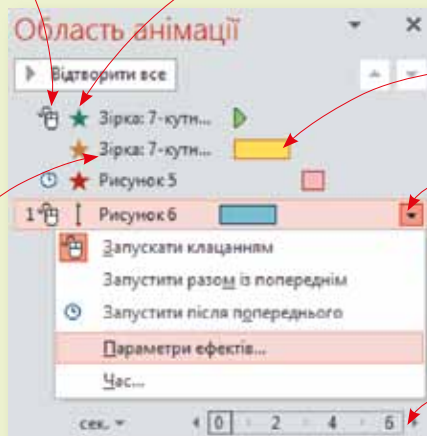 Область анімації
Відтворити все
Зірка: 7-кутн...
Зірка: 7-кутн...
Рисунок 5
1 Рисунок 6
Запускати клацанням
Запустити разом із попереднім
Запустити після попереднього
Параметри ефектів...
Час...
сек. 0 2 4 6